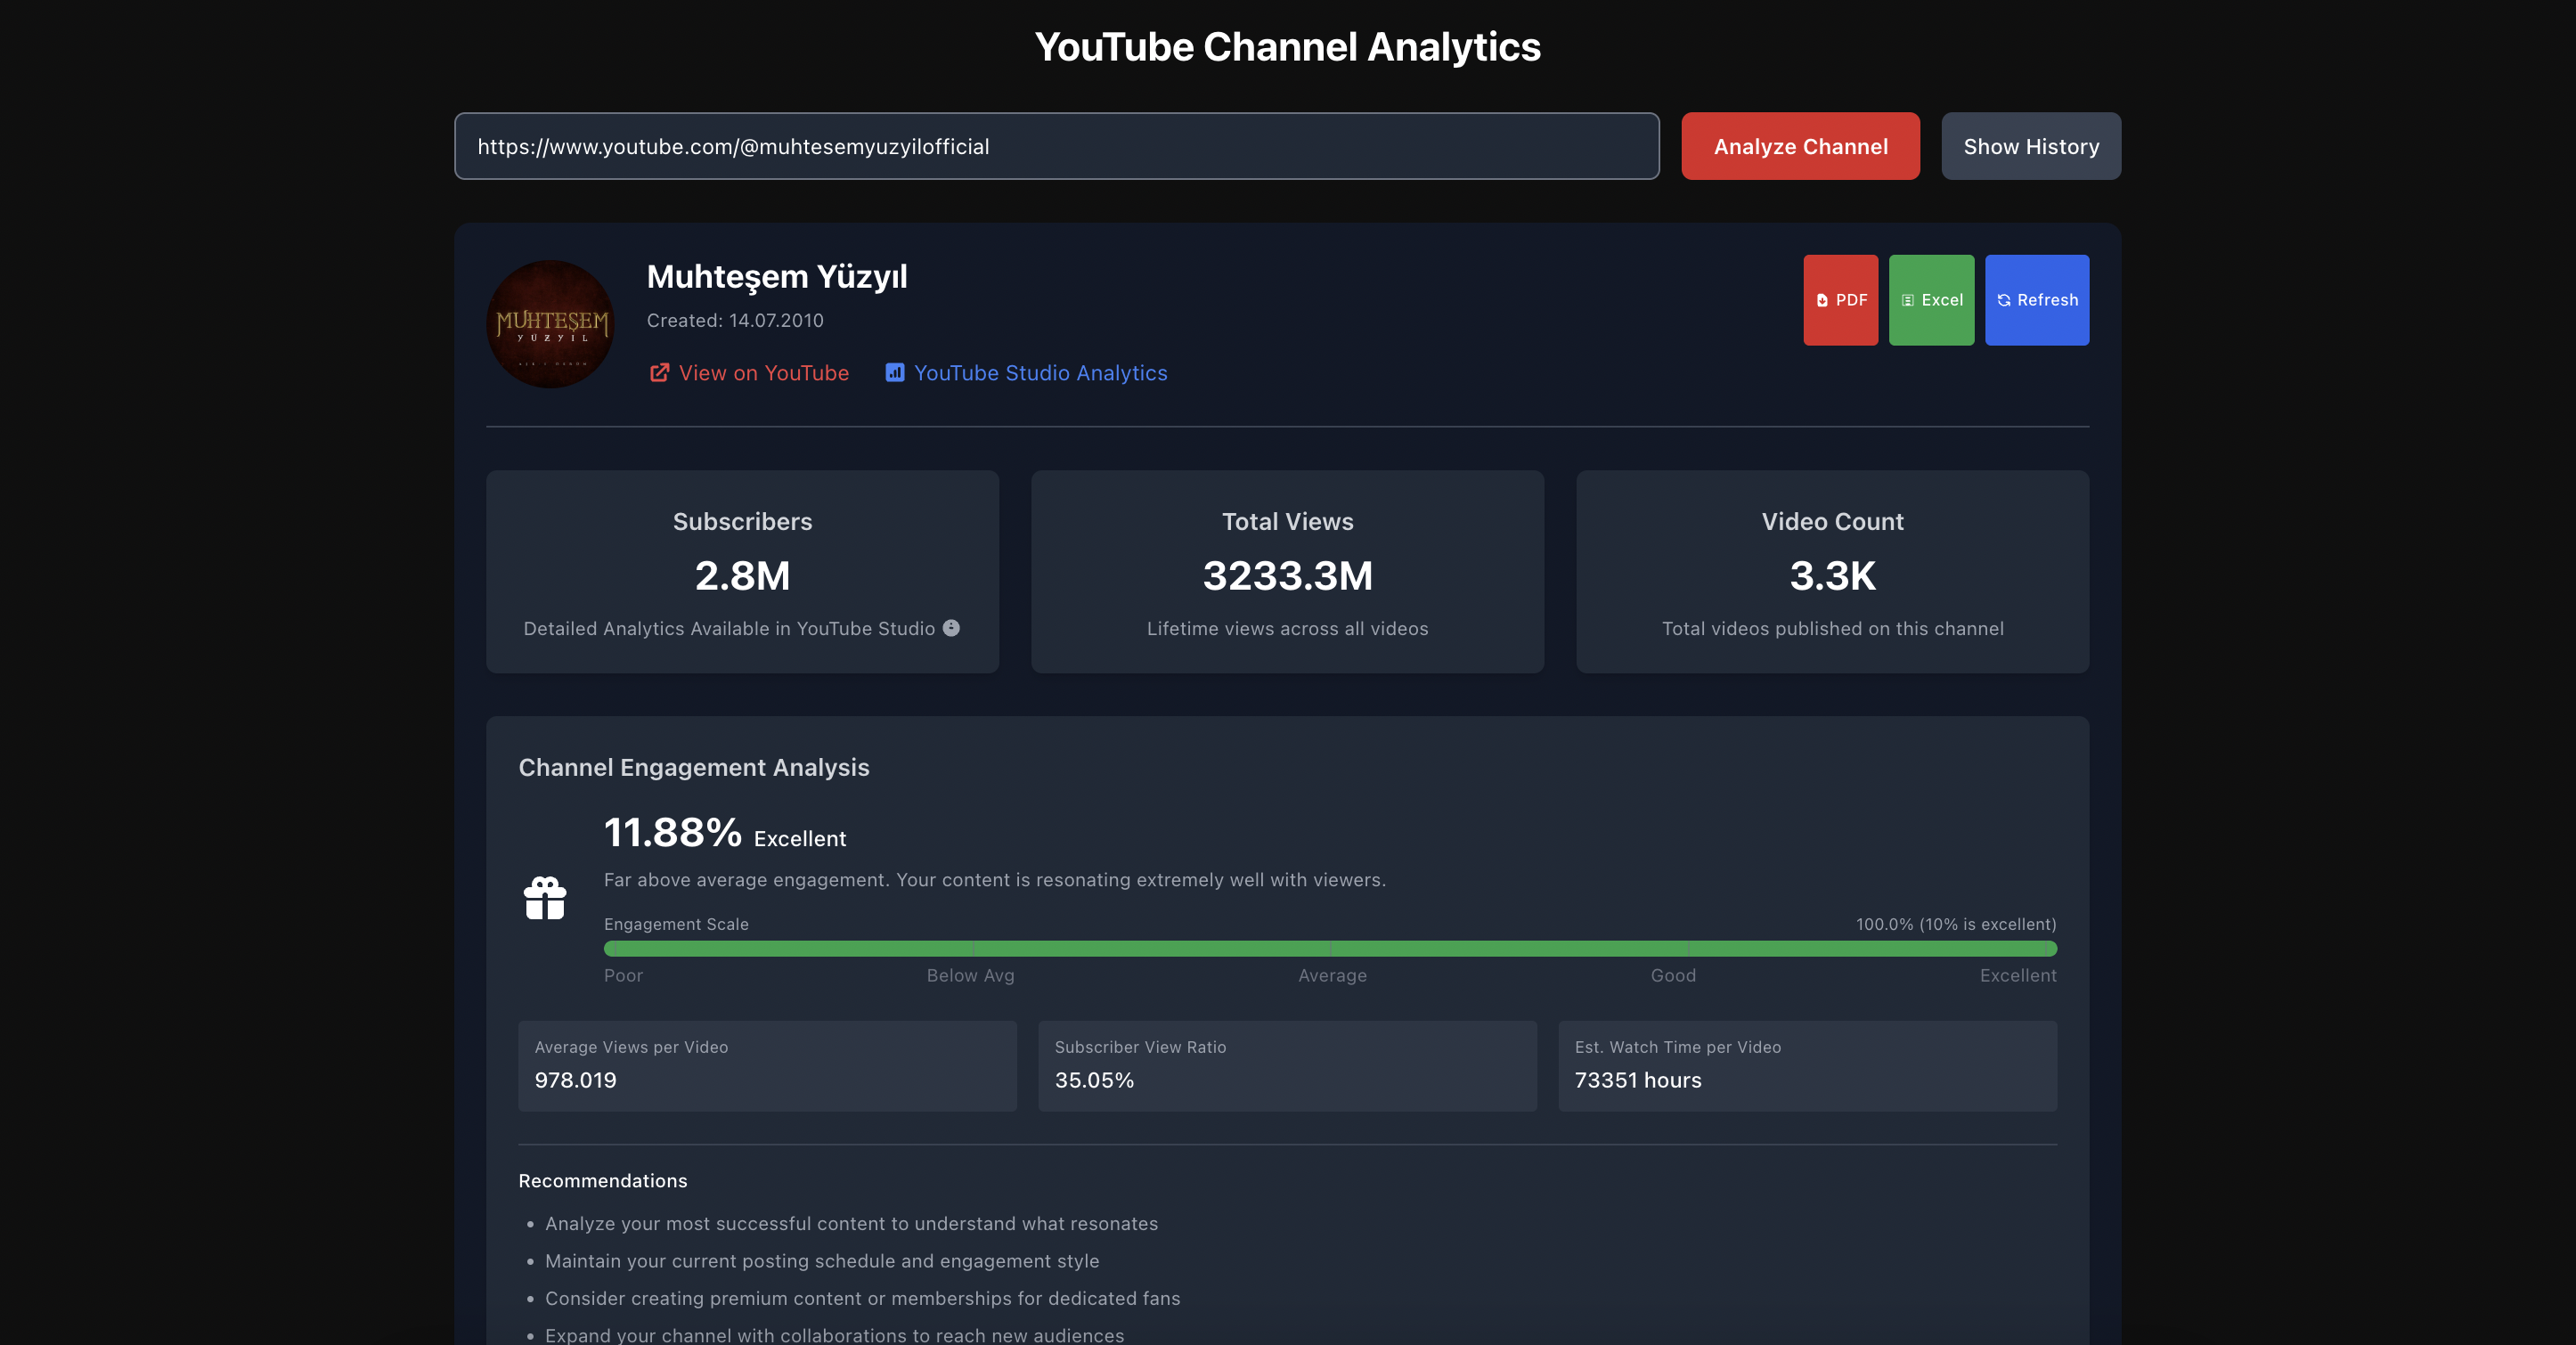 YouTube Channel Analytics
https://www.youtube.com/@muhtesemyuzyilofficial
Analyze Channel
Show History
MUHTEŞEM
YÜZYIL
Muhteşem Yüzyıl
Created: 14.07.2010
View on YouTube
YouTube Studio Analytics
PDF
Excel
Refresh
Subscribers
2.8M
Detailed Analytics Available in YouTube Studio
Total Views
3233.3M
Lifetime views across all videos
Video Count
3.3K
Total videos published on this channel
Channel Engagement Analysis
11.88% Excellent
Far above average engagement. Your content is resonating extremely well with viewers.
Engagement Scale
100.0% (10% is excellent)
Poor
Below Avg
Average
Good
Excellent
Average Views per Video
978.019
Subscriber View Ratio
35.05%
Est. Watch Time per Video
73351 hours
Recommendations
• Analyze your most successful content to understand what resonates
• Maintain your current posting schedule and engagement style
• Consider creating premium content or memberships for dedicated fans
• Expand your channel with collaborations to reach new audiences